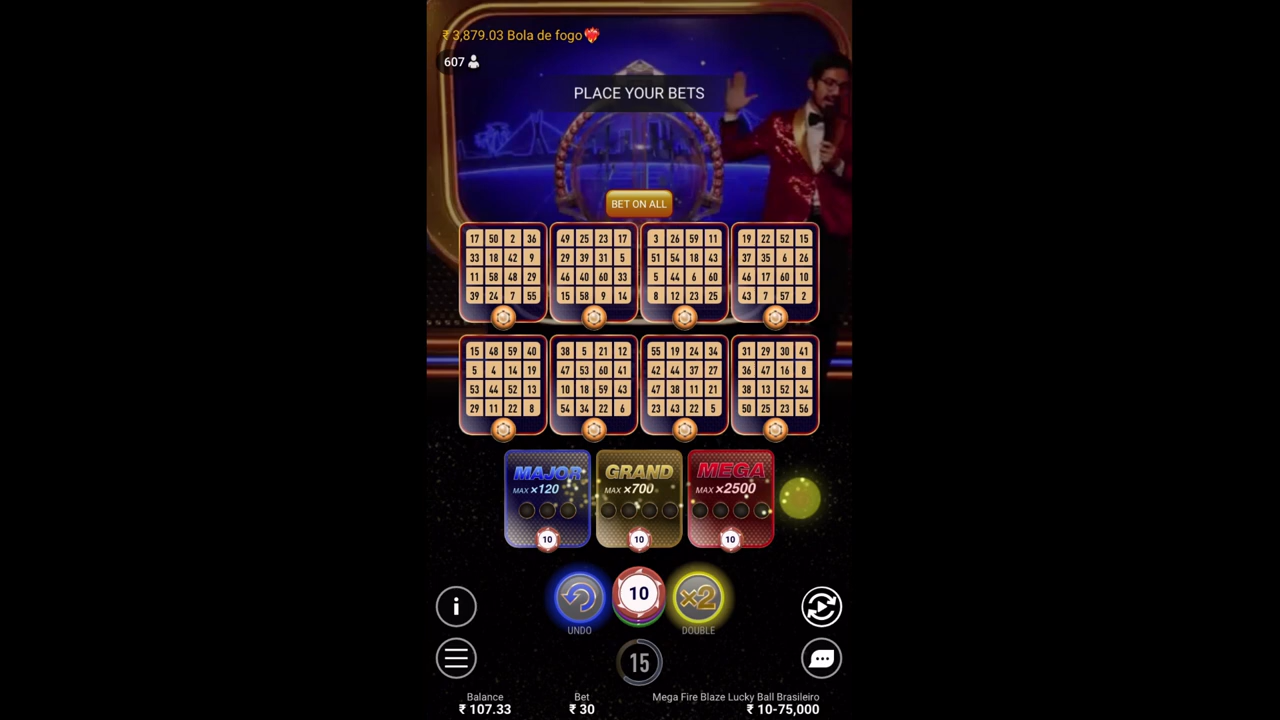 ₹ 3,879.03 Bola de fogo❤️‍🔥
607
PLACE YOUR BETS
BET ON ALL
17 50 2 36
33 18 42 9
11 58 48 29
39 24 7 55
49 25 23 17
29 39 31 5
46 40 60 33
15 58 9 14
3 26 59 11
51 54 18 43
5 44 6 60
8 12 23 25
19 22 52 15
37 35 6 26
46 17 60 10
43 7 57 2
15 48 59 40
5 4 14 19
53 44 52 13
29 11 22 8
38 5 21 12
47 53 60 41
10 18 59 43
54 34 22 6
55 19 24 34
42 44 37 27
47 38 11 21
23 43 22 5
31 29 30 41
36 47 16 8
38 13 52 34
50 25 23 56
MAJOR
MAX ×120
10
GRAND
MAX ×700
10
MEGA
MAX ×2500
10
10
×2
UNDO
DOUBLE
15
Balance
₹ 107.33
Bet
₹ 30
Mega Fire Blaze Lucky Ball Brasileiro
₹ 10-75,000